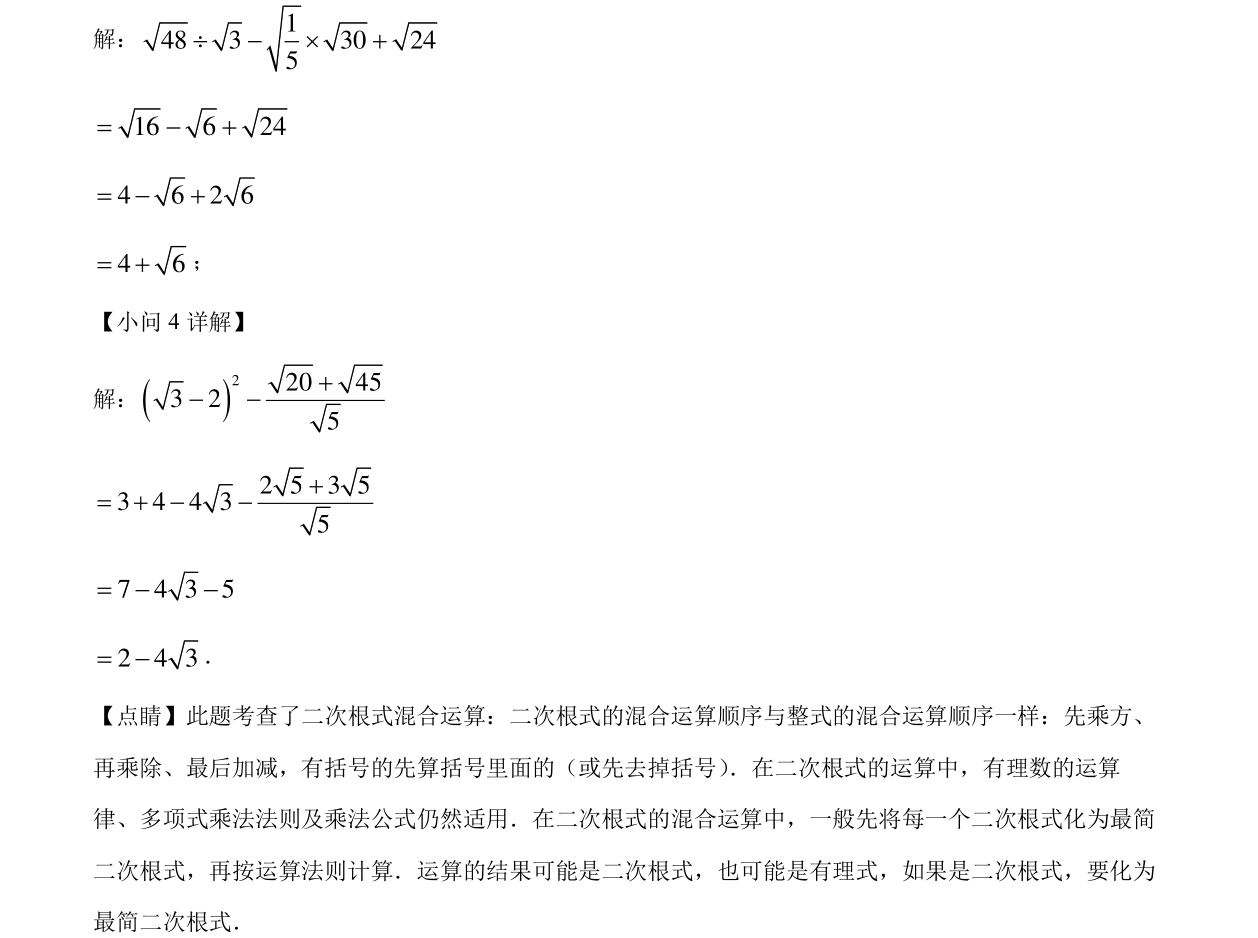 解：√48÷√3−√(1/5)×√30+√24
=√16−√6+√24
=4−√6+2√6
=4+√6；
【小问 4 详解】
解：(√3−2)²−(√20+√45)/√5
=3+4−4√3−(2√5+3√5)/√5
=7−4√3−5
=2−4√3．
【点睛】此题考查了二次根式混合运算：二次根式的混合运算顺序与整式的混合运算顺序一样：先乘方、
再乘除、最后加减，有括号的先算括号里面的（或先去掉括号）．在二次根式的运算中，有理数的运算
律、多项式乘法法则及乘法公式仍然适用．在二次根式的混合运算中，一般先将每一个二次根式化为最简
二次根式，再按运算法则计算．运算的结果可能是二次根式，也可能是有理式，如果是二次根式，要化为
最简二次根式．